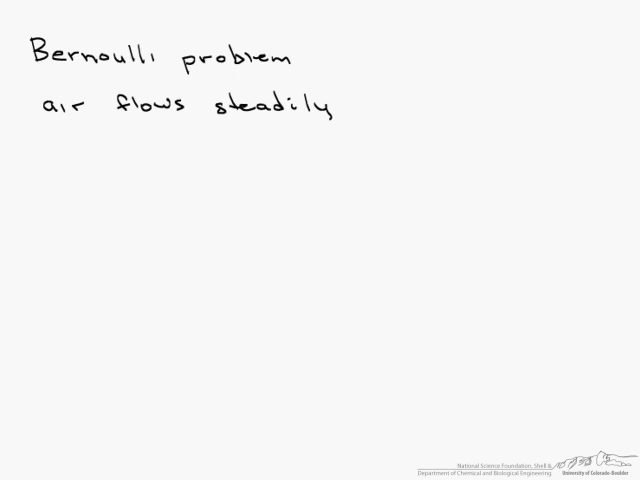 Bernoulli problem
air flows steadily
National Science Foundation, Shell &
Department of Chemical and Biological Engineering
University of Colorado-Boulder